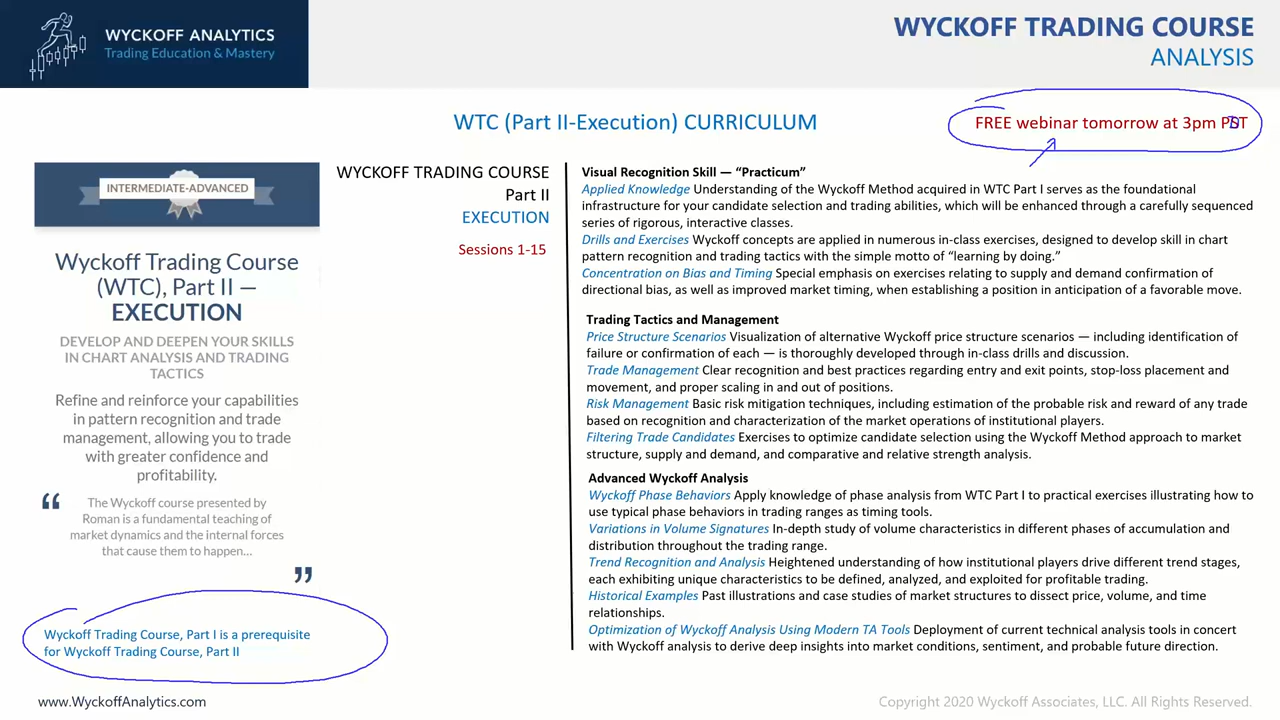 WYCKOFF ANALYTICS
Trading Education & Mastery
WYCKOFF TRADING COURSE
ANALYSIS
WTC (Part II-Execution) CURRICULUM
FREE webinar tomorrow at 3pm PDT
INTERMEDIATE-ADVANCED
Wyckoff Trading Course
(WTC), Part II —
EXECUTION
DEVELOP AND DEEPEN YOUR SKILLS
IN CHART ANALYSIS AND TRADING
TACTICS
Refine and reinforce your capabilities
in pattern recognition and trade
management, allowing you to trade
with greater confidence and
profitability.
“ The Wyckoff course presented by
Roman is a fundamental teaching of
market dynamics and the internal forces
that cause them to happen...
”
Wyckoff Trading Course, Part I is a prerequisite
for Wyckoff Trading Course, Part II
WYCKOFF TRADING COURSE
Part II
EXECUTION
Sessions 1-15
Visual Recognition Skill — “Practicum”
Applied Knowledge Understanding of the Wyckoff Method acquired in WTC Part I serves as the foundational
infrastructure for your candidate selection and trading abilities, which will be enhanced through a carefully sequenced
series of rigorous, interactive classes.
Drills and Exercises Wyckoff concepts are applied in numerous in-class exercises, designed to develop skill in chart
pattern recognition and trading tactics with the simple motto of “learning by doing.”
Concentration on Bias and Timing Special emphasis on exercises relating to supply and demand confirmation of
directional bias, as well as improved market timing, when establishing a position in anticipation of a favorable move.
Trading Tactics and Management
Price Structure Scenarios Visualization of alternative Wyckoff price structure scenarios — including identification of
failure or confirmation of each — is thoroughly developed through in-class drills and discussion.
Trade Management Clear recognition and best practices regarding entry and exit points, stop-loss placement and
movement, and proper scaling in and out of positions.
Risk Management Basic risk mitigation techniques, including estimation of the probable risk and reward of any trade
based on recognition and characterization of the market operations of institutional players.
Filtering Trade Candidates Exercises to optimize candidate selection using the Wyckoff Method approach to market
structure, supply and demand, and comparative and relative strength analysis.
Advanced Wyckoff Analysis
Wyckoff Phase Behaviors Apply knowledge of phase analysis from WTC Part I to practical exercises illustrating how to
use typical phase behaviors in trading ranges as timing tools.
Variations in Volume Signatures In-depth study of volume characteristics in different phases of accumulation and
distribution throughout the trading range.
Trend Recognition and Analysis Heightened understanding of how institutional players drive different trend stages,
each exhibiting unique characteristics to be defined, analyzed, and exploited for profitable trading.
Historical Examples Past illustrations and case studies of market structures to dissect price, volume, and time
relationships.
Optimization of Wyckoff Analysis Using Modern TA Tools Deployment of current technical analysis tools in concert
with Wyckoff analysis to derive deep insights into market conditions, sentiment, and probable future direction.
www.WyckoffAnalytics.com
Copyright 2020 Wyckoff Associates, LLC. All Rights Reserved.